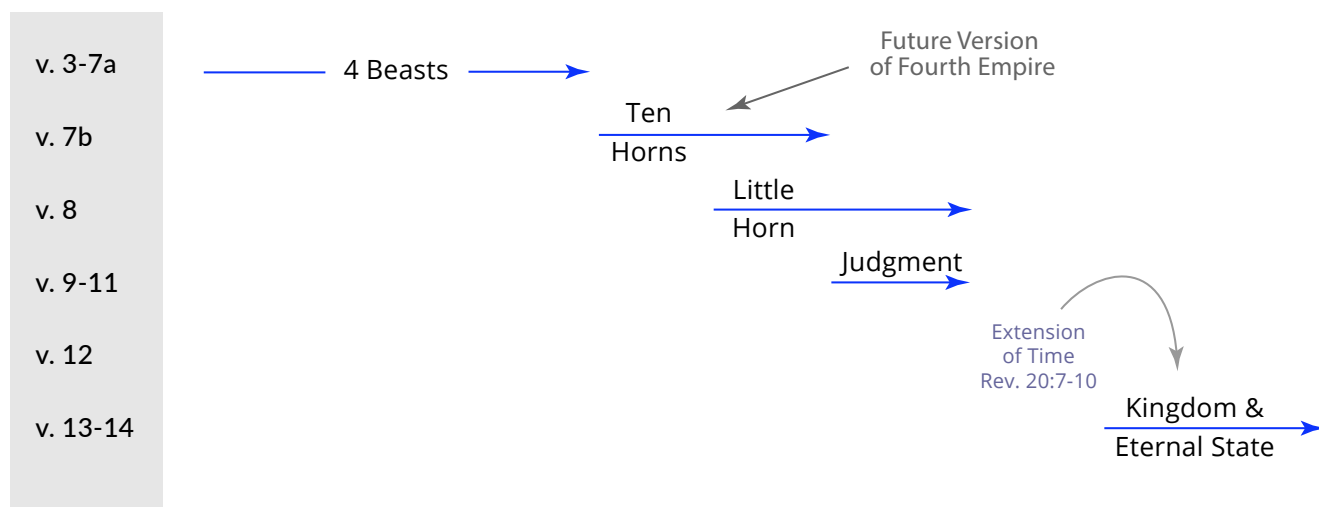 v. 3-7a
4 Beasts
Future Version
of Fourth Empire
v. 7b
Ten
Horns
v. 8
Little
Horn
v. 9-11
Judgment
v. 12
Extension
of Time
Rev. 20:7-10
v. 13-14
Kingdom &
Eternal State